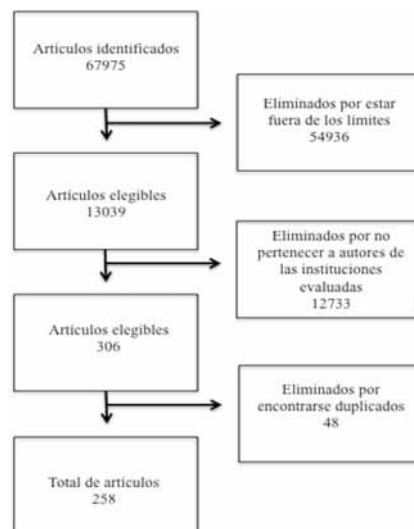 Artículos identificados
67975
Eliminados por estar
fuera de los límites
54936
Artículos elegibles
13039
Eliminados por no
pertenecer a autores de
las instituciones
evaluadas
12733
Artículos elegibles
306
Eliminados por
encontrarse duplicados
48
Total de artículos
258